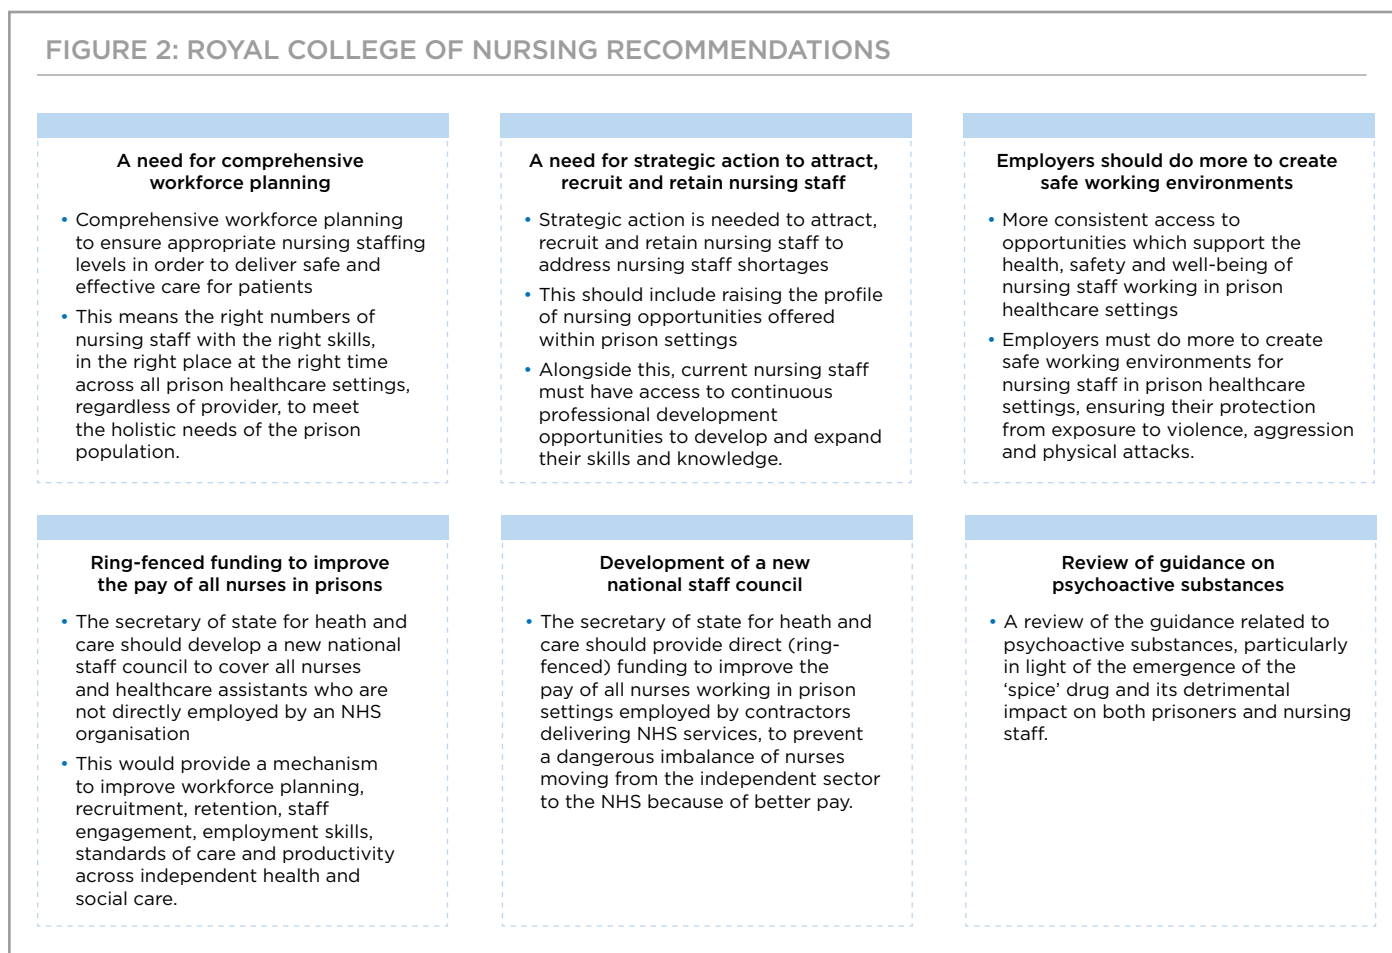 FIGURE 2: ROYAL COLLEGE OF NURSING RECOMMENDATIONS
A need for comprehensive
workforce planning
• Comprehensive workforce planning
to ensure appropriate nursing staffing
levels in order to deliver safe and
effective care for patients
• This means the right numbers of
nursing staff with the right skills,
in the right place at the right time
across all prison healthcare settings,
regardless of provider, to meet
the holistic needs of the prison
population.
A need for strategic action to attract,
recruit and retain nursing staff
• Strategic action is needed to attract,
recruit and retain nursing staff to
address nursing staff shortages
• This should include raising the profile
of nursing opportunities offered
within prison settings
• Alongside this, current nursing staff
must have access to continuous
professional development
opportunities to develop and expand
their skills and knowledge.
Employers should do more to create
safe working environments
• More consistent access to
opportunities which support the
health, safety and well-being of
nursing staff working in prison
healthcare settings
• Employers must do more to create
safe working environments for
nursing staff in prison healthcare
settings, ensuring their protection
from exposure to violence, aggression
and physical attacks.
Ring-fenced funding to improve
the pay of all nurses in prisons
• The secretary of state for heath and
care should develop a new national
staff council to cover all nurses
and healthcare assistants who are
not directly employed by an NHS
organisation
• This would provide a mechanism
to improve workforce planning,
recruitment, retention, staff
engagement, employment skills,
standards of care and productivity
across independent health and
social care.
Development of a new
national staff council
• The secretary of state for heath and
care should provide direct (ring-
fenced) funding to improve the
pay of all nurses working in prison
settings employed by contractors
delivering NHS services, to prevent
a dangerous imbalance of nurses
moving from the independent sector
to the NHS because of better pay.
Review of guidance on
psychoactive substances
• A review of the guidance related to
psychoactive substances, particularly
in light of the emergence of the
‘spice’ drug and its detrimental
impact on both prisoners and nursing
staff.